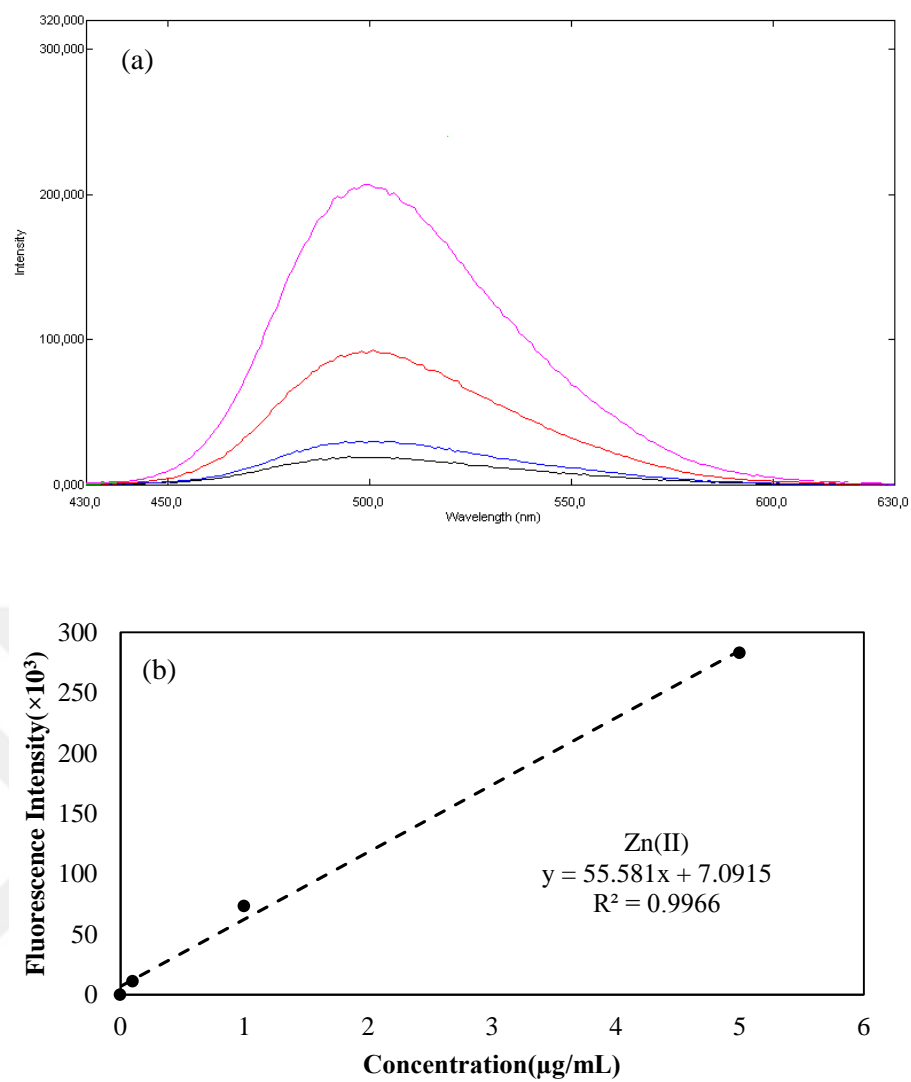 320,000
300,000
(a)
200,000
Intensity
100,000
0,000
430,0 450,0 500,0 550,0 600,0 630,0
Wavelength (nm)
300
(b)
250
200
150
100
50
0
Fluorescence Intensity(×10³)
Zn(II)
y = 55.581x + 7.0915
R² = 0.9966
0 1 2 3 4 5 6
Concentration(µg/mL)